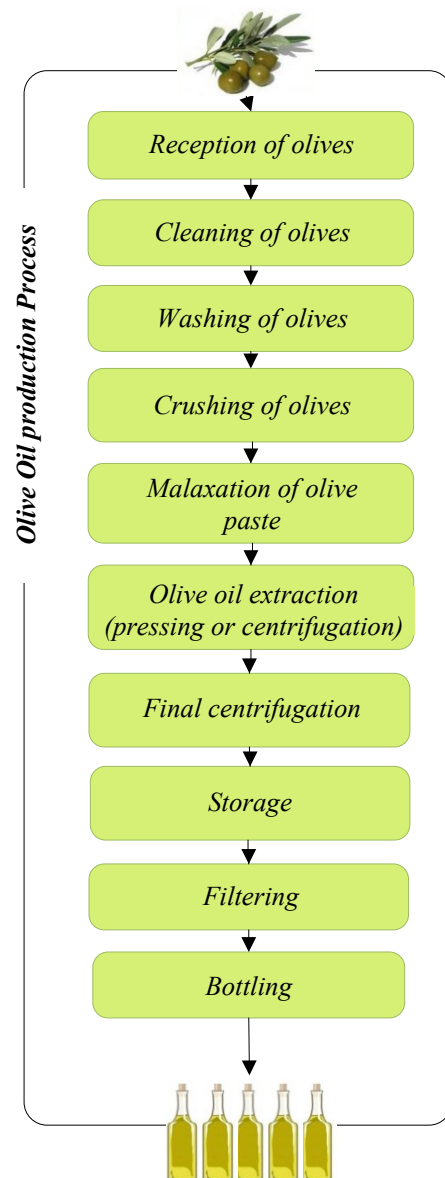 Olive Oil production Process
Reception of olives
Cleaning of olives
Washing of olives
Crushing of olives
Malaxation of olive
paste
Olive oil extraction
(pressing or centrifugation)
Final centrifugation
Storage
Filtering
Bottling